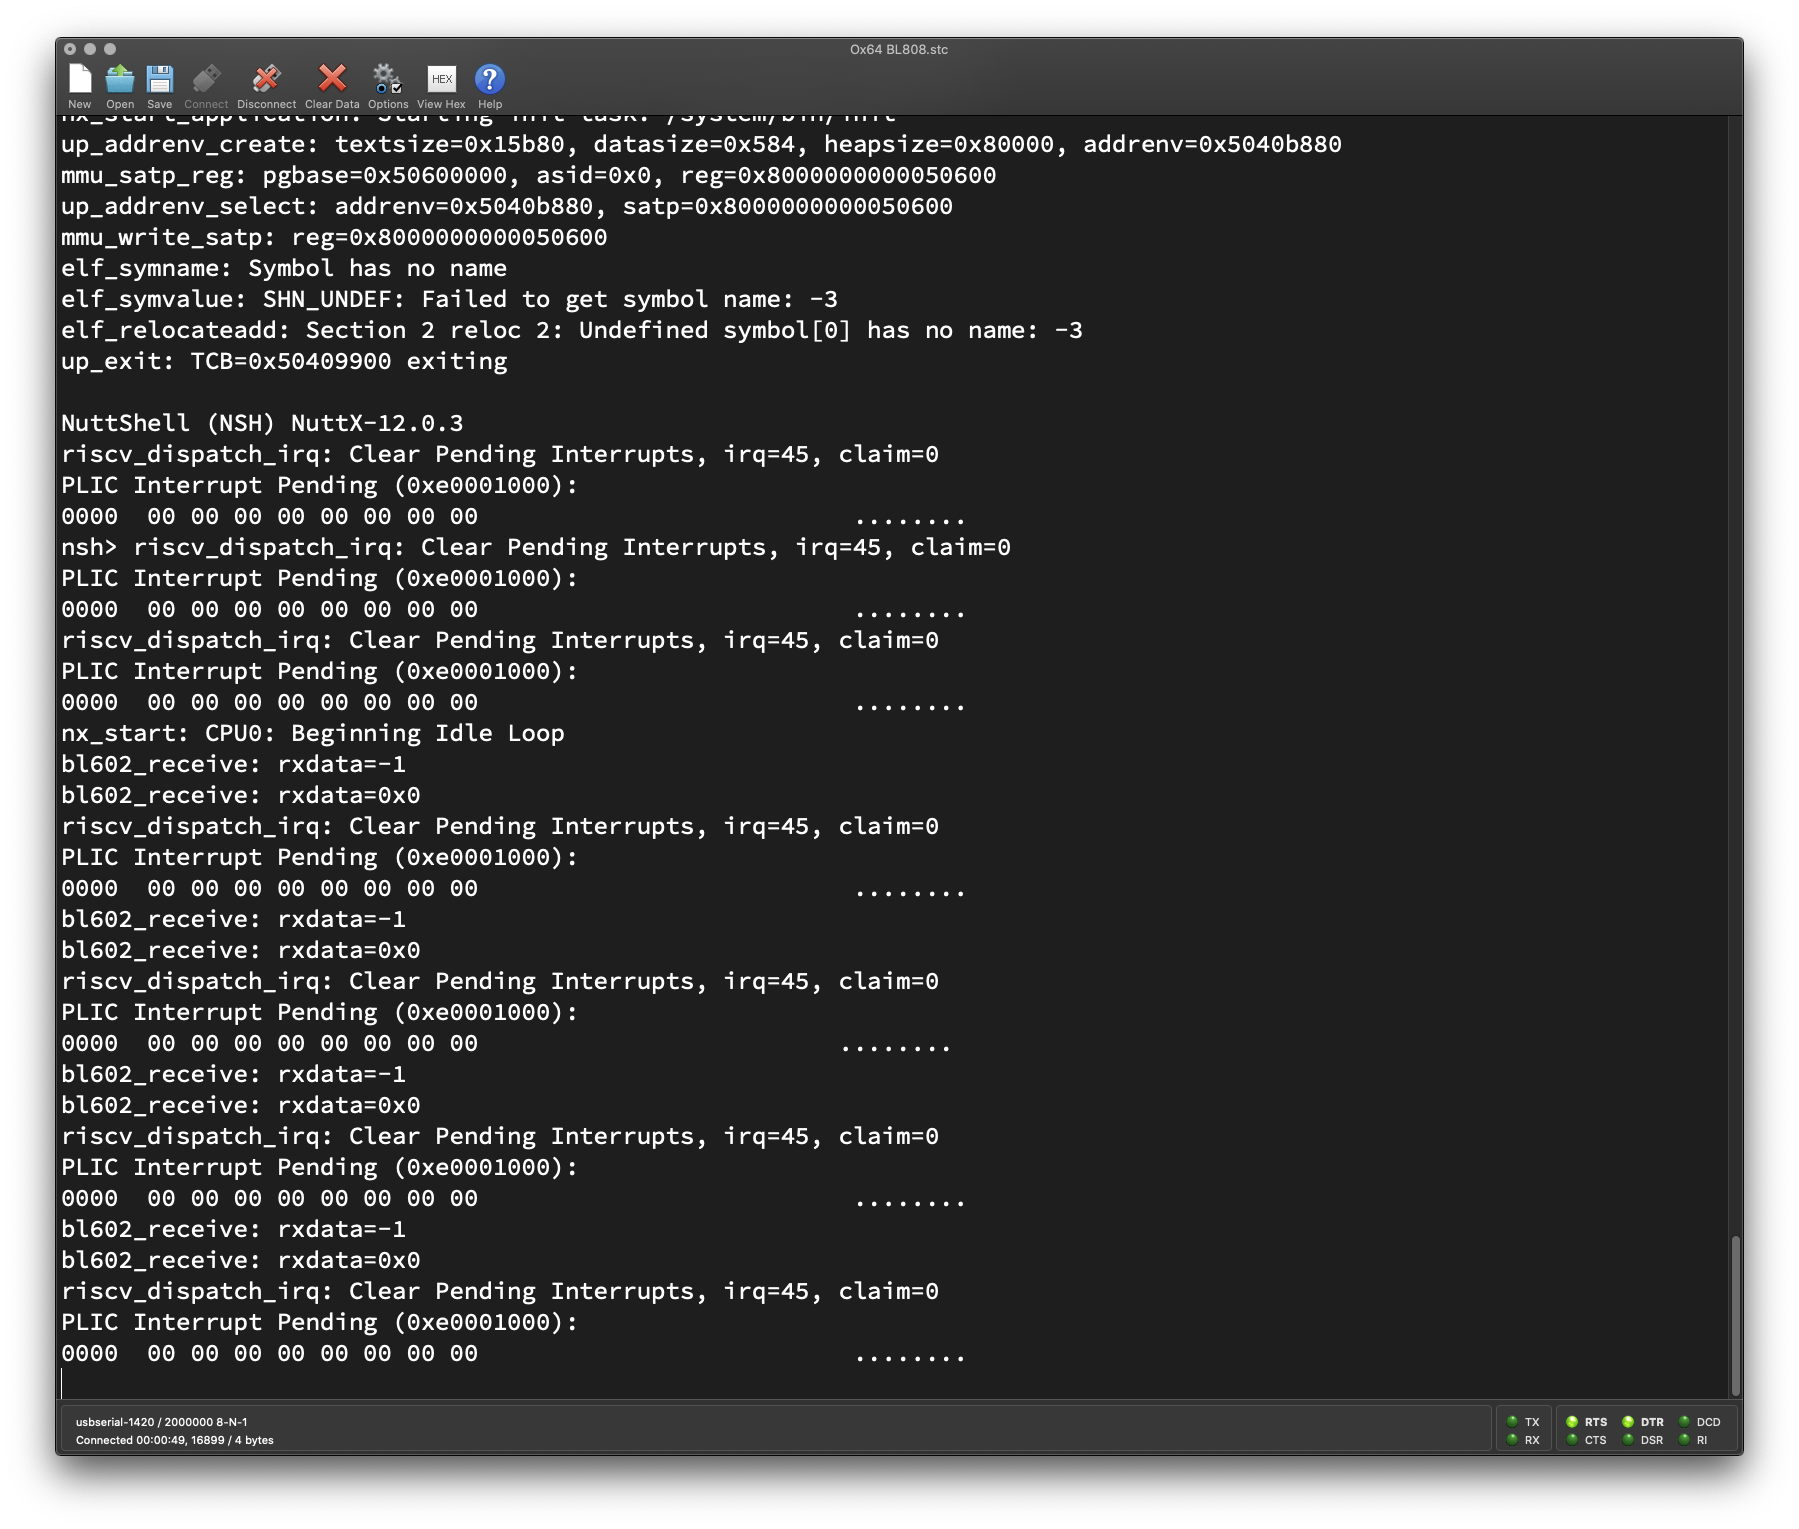 Ox64 BL808.stc
New Open Save Connect Disconnect Clear Data Options View Hex Help
HEX
nx_start_application: Starting init task: /system/bin/init
up_addrenv_create: textsize=0x15b80, datasize=0x584, heapsize=0x80000, addrenv=0x5040b880
mmu_satp_reg: pgbase=0x50600000, asid=0x0, reg=0x8000000000050600
up_addrenv_select: addrenv=0x5040b880, satp=0x8000000000050600
mmu_write_satp: reg=0x8000000000050600
elf_symname: Symbol has no name
elf_symvalue: SHN_UNDEF: Failed to get symbol name: -3
elf_relocateadd: Section 2 reloc 2: Undefined symbol[0] has no name: -3
up_exit: TCB=0x50409900 exiting
NuttShell (NSH) NuttX-12.0.3
riscv_dispatch_irq: Clear Pending Interrupts, irq=45, claim=0
PLIC Interrupt Pending (0xe0001000):
0000  00 00 00 00 00 00 00 00                          ........
nsh> riscv_dispatch_irq: Clear Pending Interrupts, irq=45, claim=0
PLIC Interrupt Pending (0xe0001000):
0000  00 00 00 00 00 00 00 00                          ........
riscv_dispatch_irq: Clear Pending Interrupts, irq=45, claim=0
PLIC Interrupt Pending (0xe0001000):
0000  00 00 00 00 00 00 00 00                          ........
nx_start: CPU0: Beginning Idle Loop
bl602_receive: rxdata=-1
bl602_receive: rxdata=0x0
riscv_dispatch_irq: Clear Pending Interrupts, irq=45, claim=0
PLIC Interrupt Pending (0xe0001000):
0000  00 00 00 00 00 00 00 00                          ........
bl602_receive: rxdata=-1
bl602_receive: rxdata=0x0
riscv_dispatch_irq: Clear Pending Interrupts, irq=45, claim=0
PLIC Interrupt Pending (0xe0001000):
0000  00 00 00 00 00 00 00 00                         ........
bl602_receive: rxdata=-1
bl602_receive: rxdata=0x0
riscv_dispatch_irq: Clear Pending Interrupts, irq=45, claim=0
PLIC Interrupt Pending (0xe0001000):
0000  00 00 00 00 00 00 00 00                          ........
bl602_receive: rxdata=-1
bl602_receive: rxdata=0x0
riscv_dispatch_irq: Clear Pending Interrupts, irq=45, claim=0
PLIC Interrupt Pending (0xe0001000):
0000  00 00 00 00 00 00 00 00                          ........
usbserial-1420 / 2000000 8-N-1
Connected 00:00:49, 16899 / 4 bytes
TX RTS DTR DCD
RX CTS DSR RI